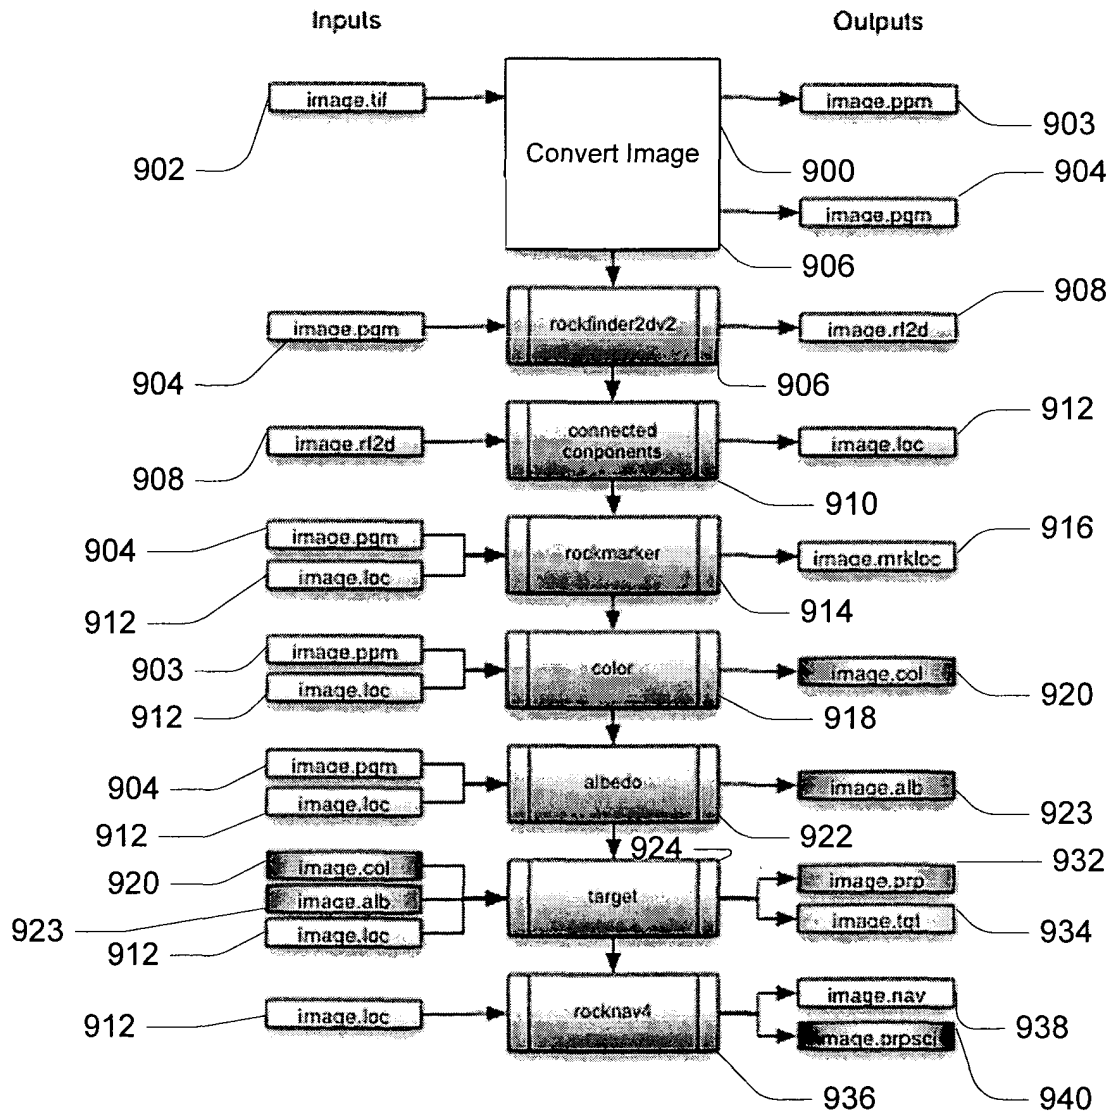 Inputs
Outputs
image.tif
image.ppm
903
902
Convert Image
900
904
image.pgm
906
908
image.pgm
rockfinder2dv2
image.rl2d
904
906
912
image.rl2d
connected
conponents
image.loc
908
910
904
image.pgm
916
rockmarker
image.mrkloc
image.loc
912
914
903
image.ppm
color
image.col
image.loc
912
918
920
904
image.pgm
albedo
image.alb
image.loc
912
922
923
924
932
920
image.col
image.prp
923
image.alb
target
image.tgt
912
image.loc
934
image.nav
912
image.loc
rocknav4
938
image.prpsci
936
940